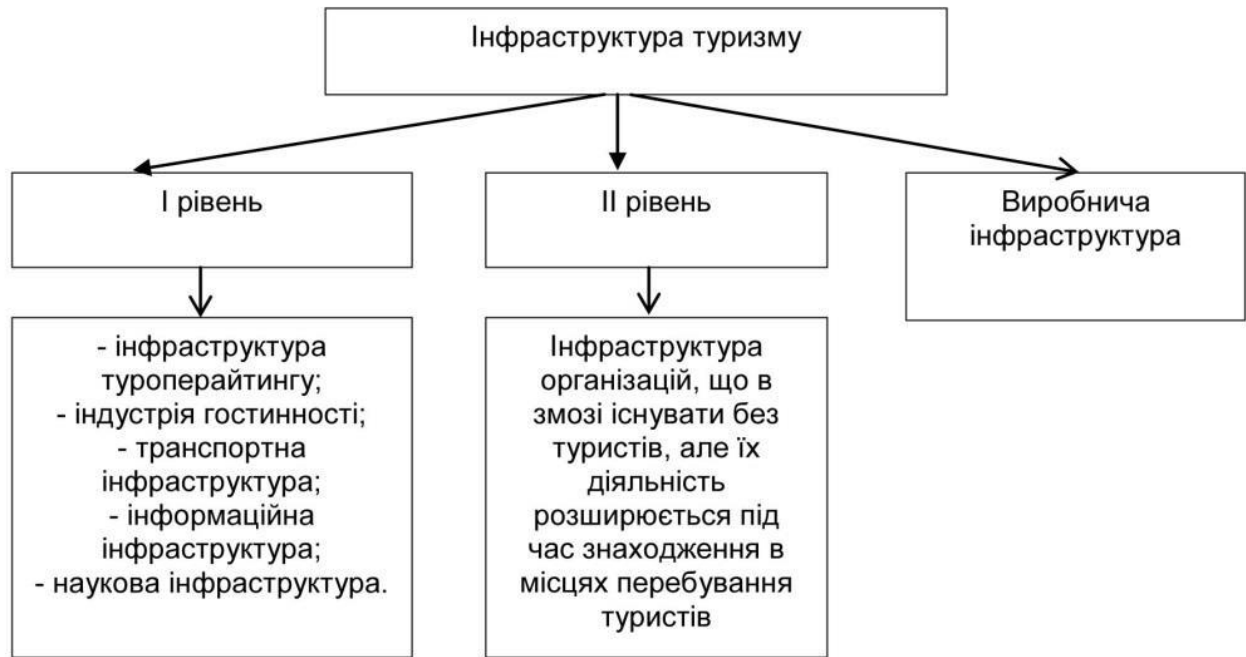 Інфраструктура туризму
І рівень
ІІ рівень
Виробнича
інфраструктура
- інфраструктура
туроперайтингу;
- індустрія гостинності;
- транспортна
інфраструктура;
- інформаційна
інфраструктура;
- наукова інфраструктура.
Інфраструктура
організацій, що в
змозі існувати без
туристів, але їх
діяльність
розширюється під
час знаходження в
місцях перебування
туристів